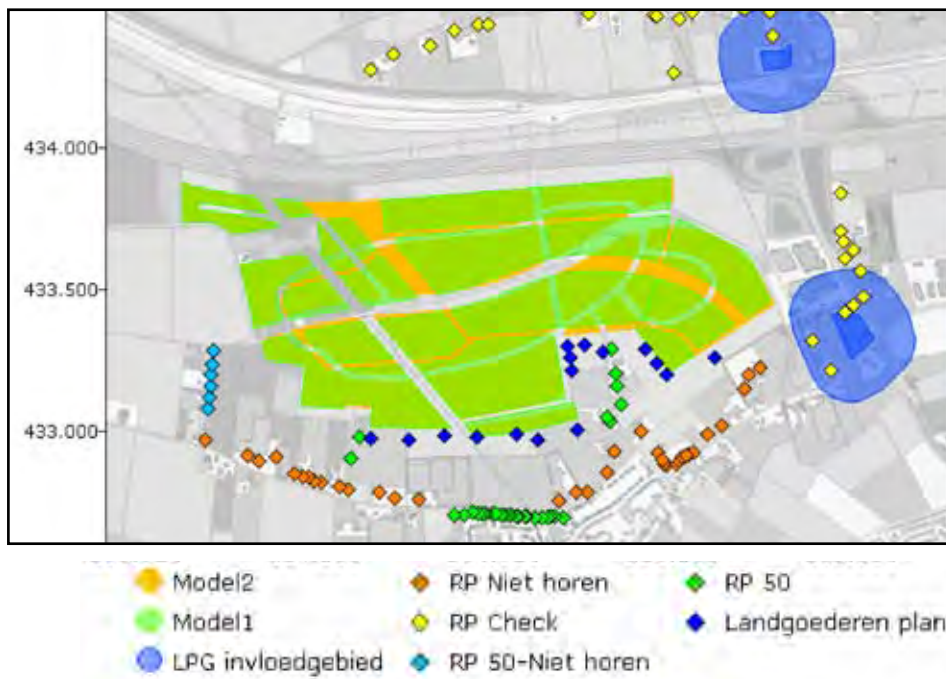 434.000
433.500
433.000
Model2
RP Niet horen
RP 50
Model1
RP Check
Landgoederen plan
LPG invloedgebied
RP 50-Niet horen